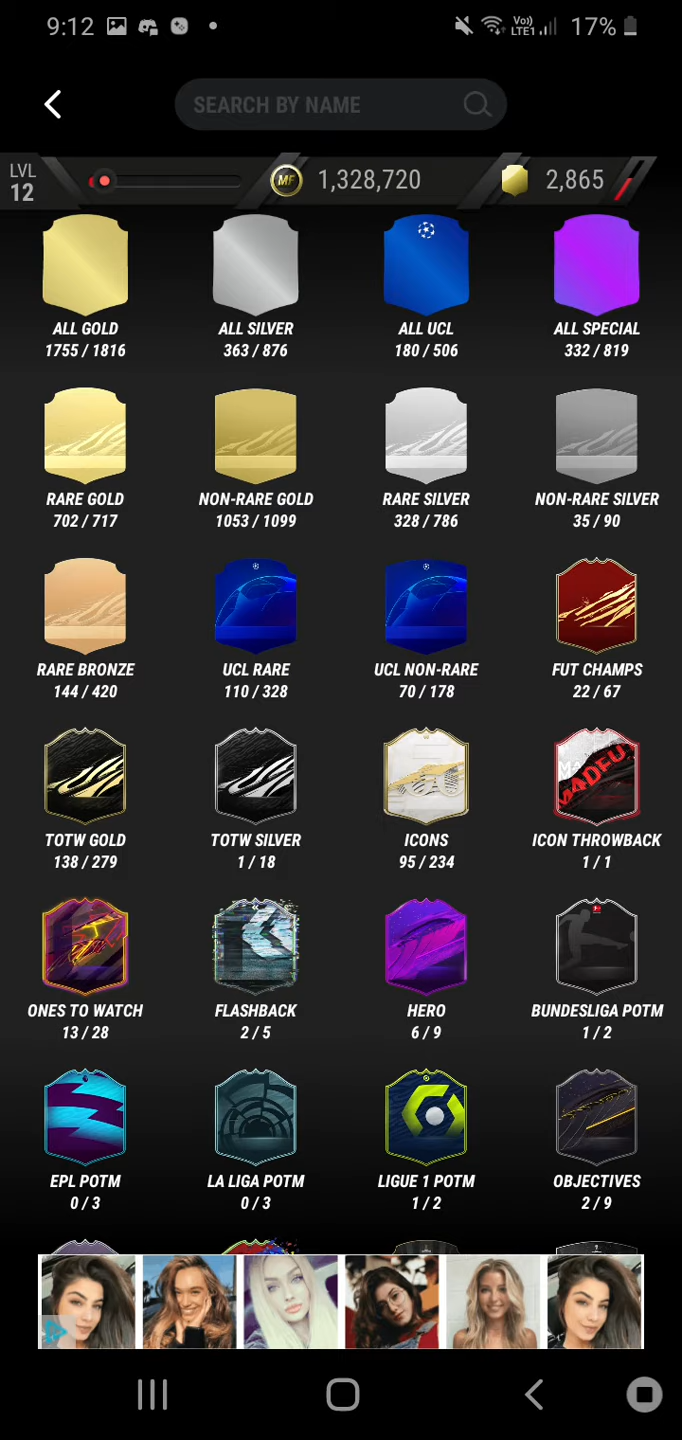 9:12
Vo)) LTE1 17%
SEARCH BY NAME
LVL
12
MF 1,328,720 2,865
ALL GOLD ALL SILVER ALL UCL ALL SPECIAL
1755 / 1816 363 / 876 180 / 506 332 / 819
RARE GOLD NON-RARE GOLD RARE SILVER NON-RARE SILVER
702 / 717 1053 / 1099 328 / 786 35 / 90
RARE BRONZE UCL RARE UCL NON-RARE FUT CHAMPS
144 / 420 110 / 328 70 / 178 22 / 67
MADFU
TOTW GOLD TOTW SILVER ICONS ICON THROWBACK
138 / 279 1 / 18 95 / 234 1 / 1
ONES TO WATCH FLASHBACK HERO BUNDESLIGA POTM
13 / 28 2 / 5 6 / 9 1 / 2
EPL POTM LA LIGA POTM LIGUE 1 POTM OBJECTIVES
0 / 3 0 / 3 1 / 2 2 / 9